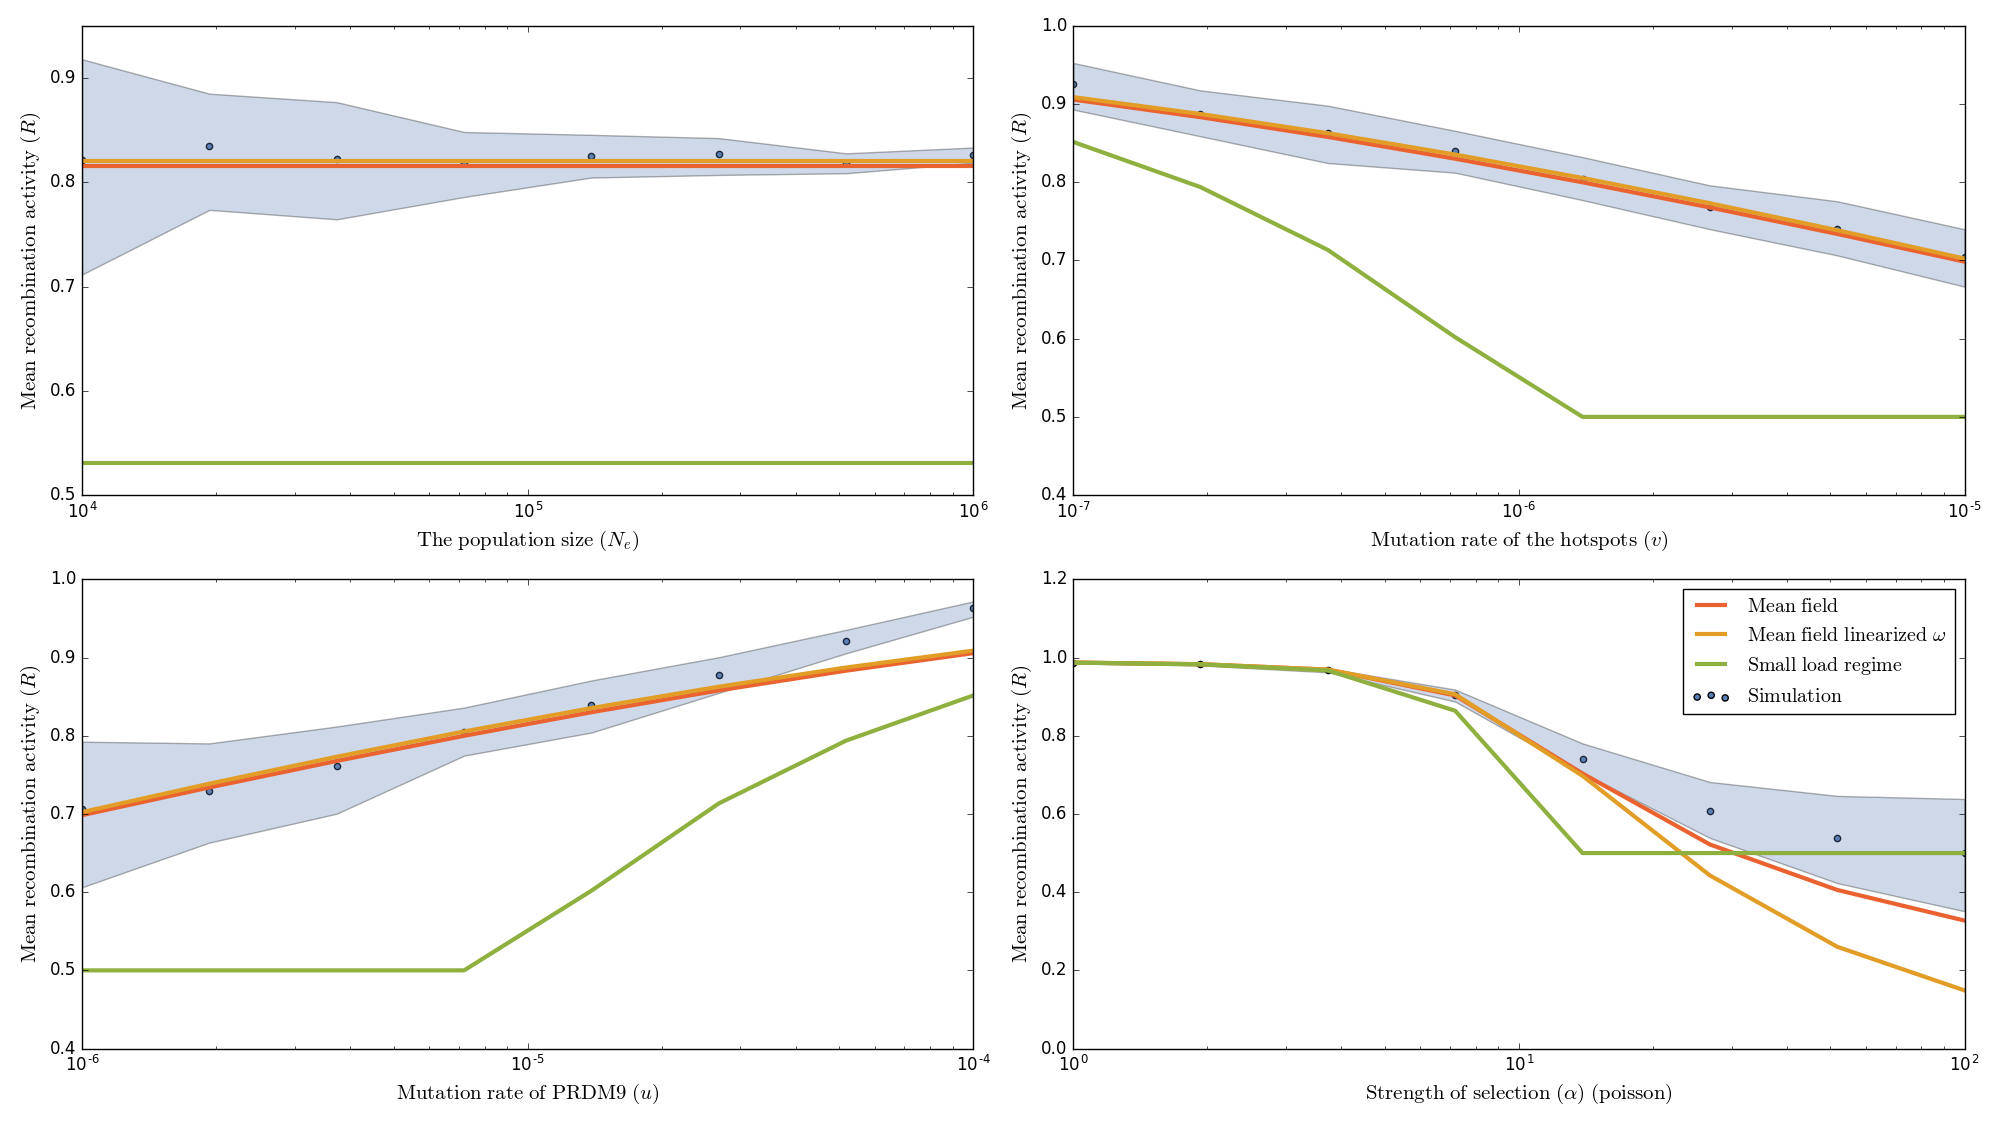 Mean recombination activity (R)
0.9
0.8
0.7
0.6
0.5
10^4 10^5 10^6
The population size (N_e)
Mean recombination activity (R)
1.0
0.9
0.8
0.7
0.6
0.5
0.4
10^-7 10^-6 10^-5
Mutation rate of the hotspots (v)
Mean recombination activity (R)
1.0
0.9
0.8
0.7
0.6
0.5
0.4
10^-6 10^-5 10^-4
Mutation rate of PRDM9 (u)
Mean recombination activity (R)
1.2
1.0
0.8
0.6
0.4
0.2
0.0
10^0 10^1 10^2
Strength of selection (α) (poisson)
Mean field
Mean field linearized ω
Small load regime
Simulation